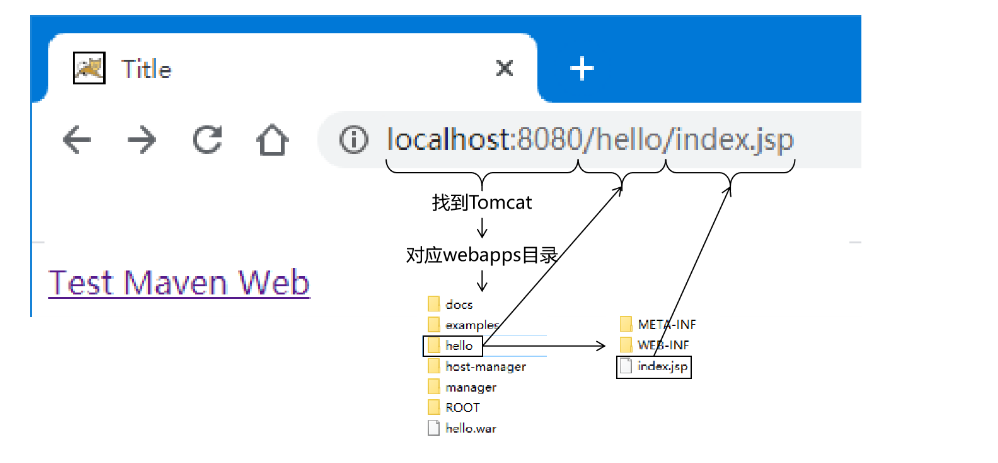 Title
localhost:8080/hello/index.jsp
找到Tomcat
对应webapps目录
Test Maven Web
docs
examples
hello
host-manager
manager
ROOT
hello.war
META-INF
WEB-INF
index.jsp